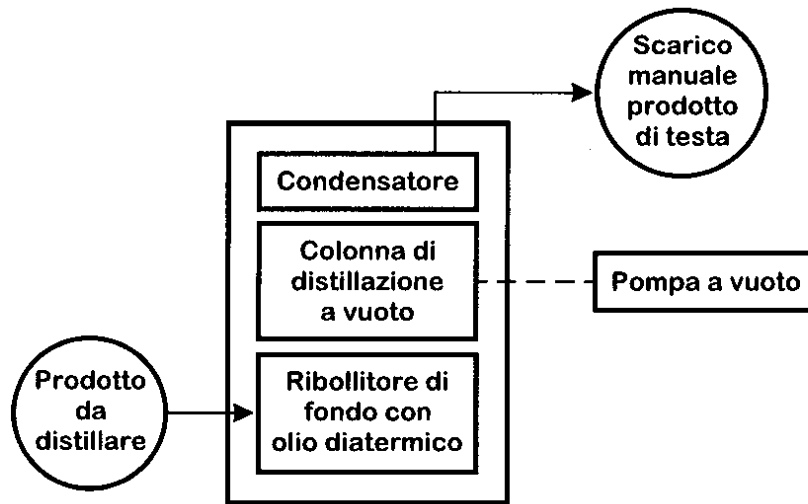 Scarico
manuale
prodotto
di testa
Condensatore
Colonna di
distillazione
a vuoto
Pompa a vuoto
Prodotto
da
distillare
Ribollitore di
fondo con
olio diatermico